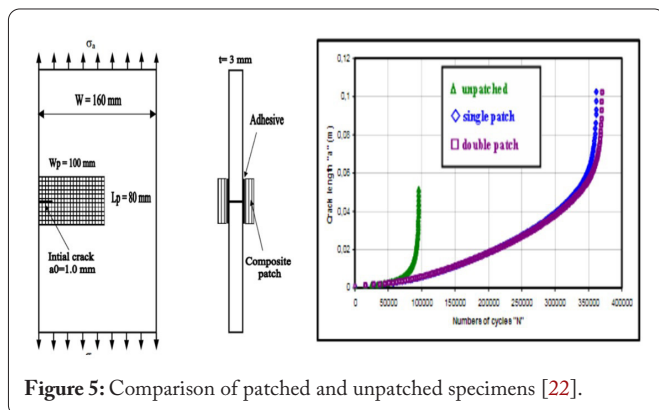 σa
W = 160 mm
Wp = 100 mm
Lp = 80 mm
Intial crack
a0=1.0 mm
t= 3 mm
Adhesive
Composite
patch
0,12
0,1
0,08
0,06
0,04
0,02
0
Crack length "a" (m)
unpatched
single patch
double patch
0 50000 100000 150000 200000 250000 300000 350000 400000
Numbers of cycles "N"
Figure 5: Comparison of patched and unpatched specimens [22].